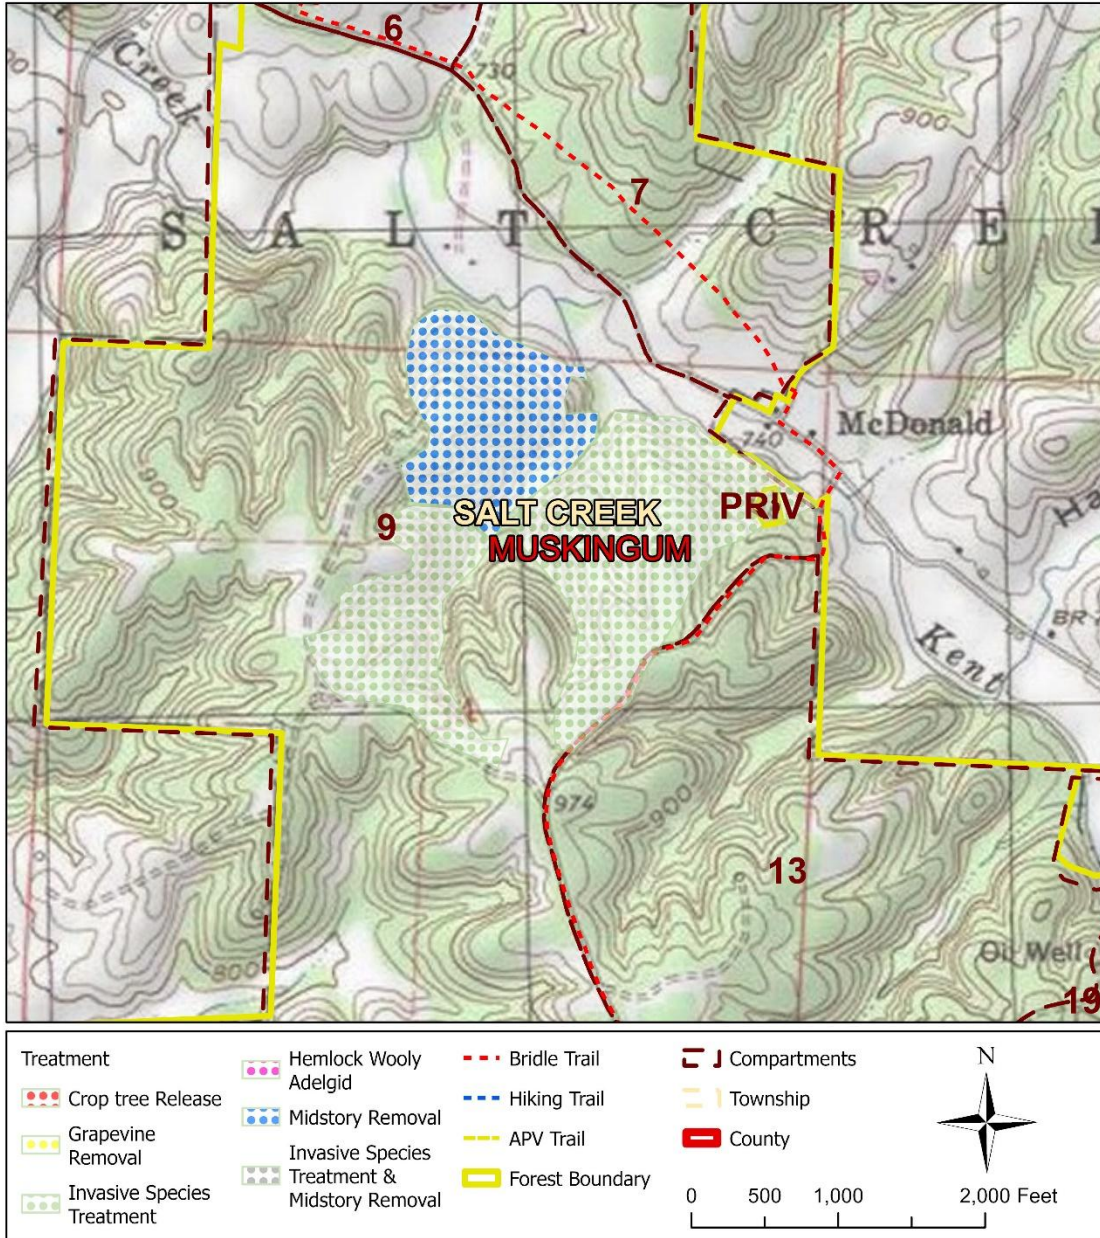 6
730
Creek
900
7
S A L T C R E E
McDonald
740
900
SALT CREEK
PRIV
9
MUSKINGUM
Kent
BR
974
900
13
800
Oil Well
19
Treatment
Crop tree Release
Grapevine
Removal
Invasive Species
Treatment
Hemlock Wooly
Adelgid
Midstory Removal
Invasive Species
Treatment &
Midstory Removal
Bridle Trail
Hiking Trail
APV Trail
Forest Boundary
Compartments
Township
County
N
0 500 1,000 2,000 Feet